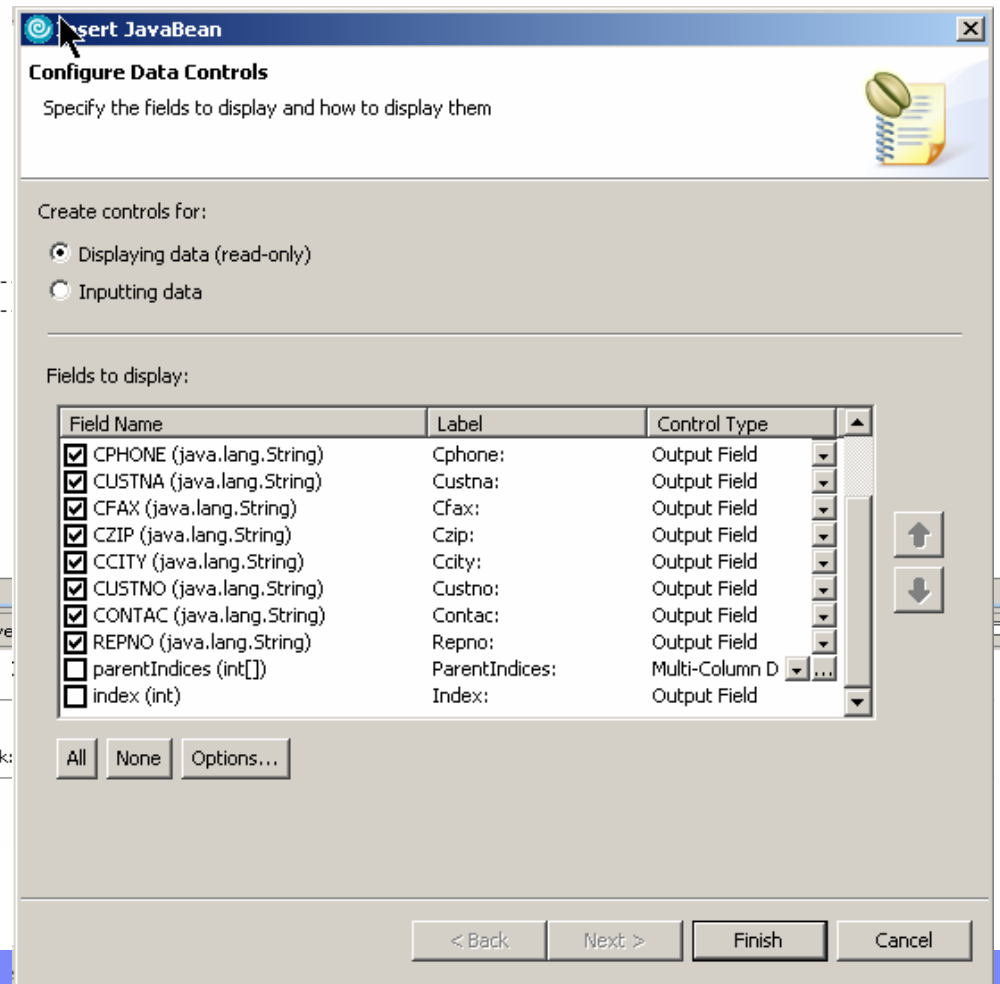 JavaBean
Configure Data Controls
Specify the fields to display and how to display them
Create controls for:
Displaying data (read-only)
Inputting data
Fields to display:
Field Name Label Control Type
CPHONE (java.lang.String) Cphone: Output Field
CUSTNA (java.lang.String) Custna: Output Field
CFAX (java.lang.String) Cfax: Output Field
CZIP (java.lang.String) Czip: Output Field
CCITY (java.lang.String) Ccity: Output Field
CUSTNO (java.lang.String) Custno: Output Field
CONTAC (java.lang.String) Contac: Output Field
REPNO (java.lang.String) Repno: Output Field
parentIndices (int[]) ParentIndices: Multi-Column D ...
index (int) Index: Output Field
All None Options...
< Back Next > Finish Cancel